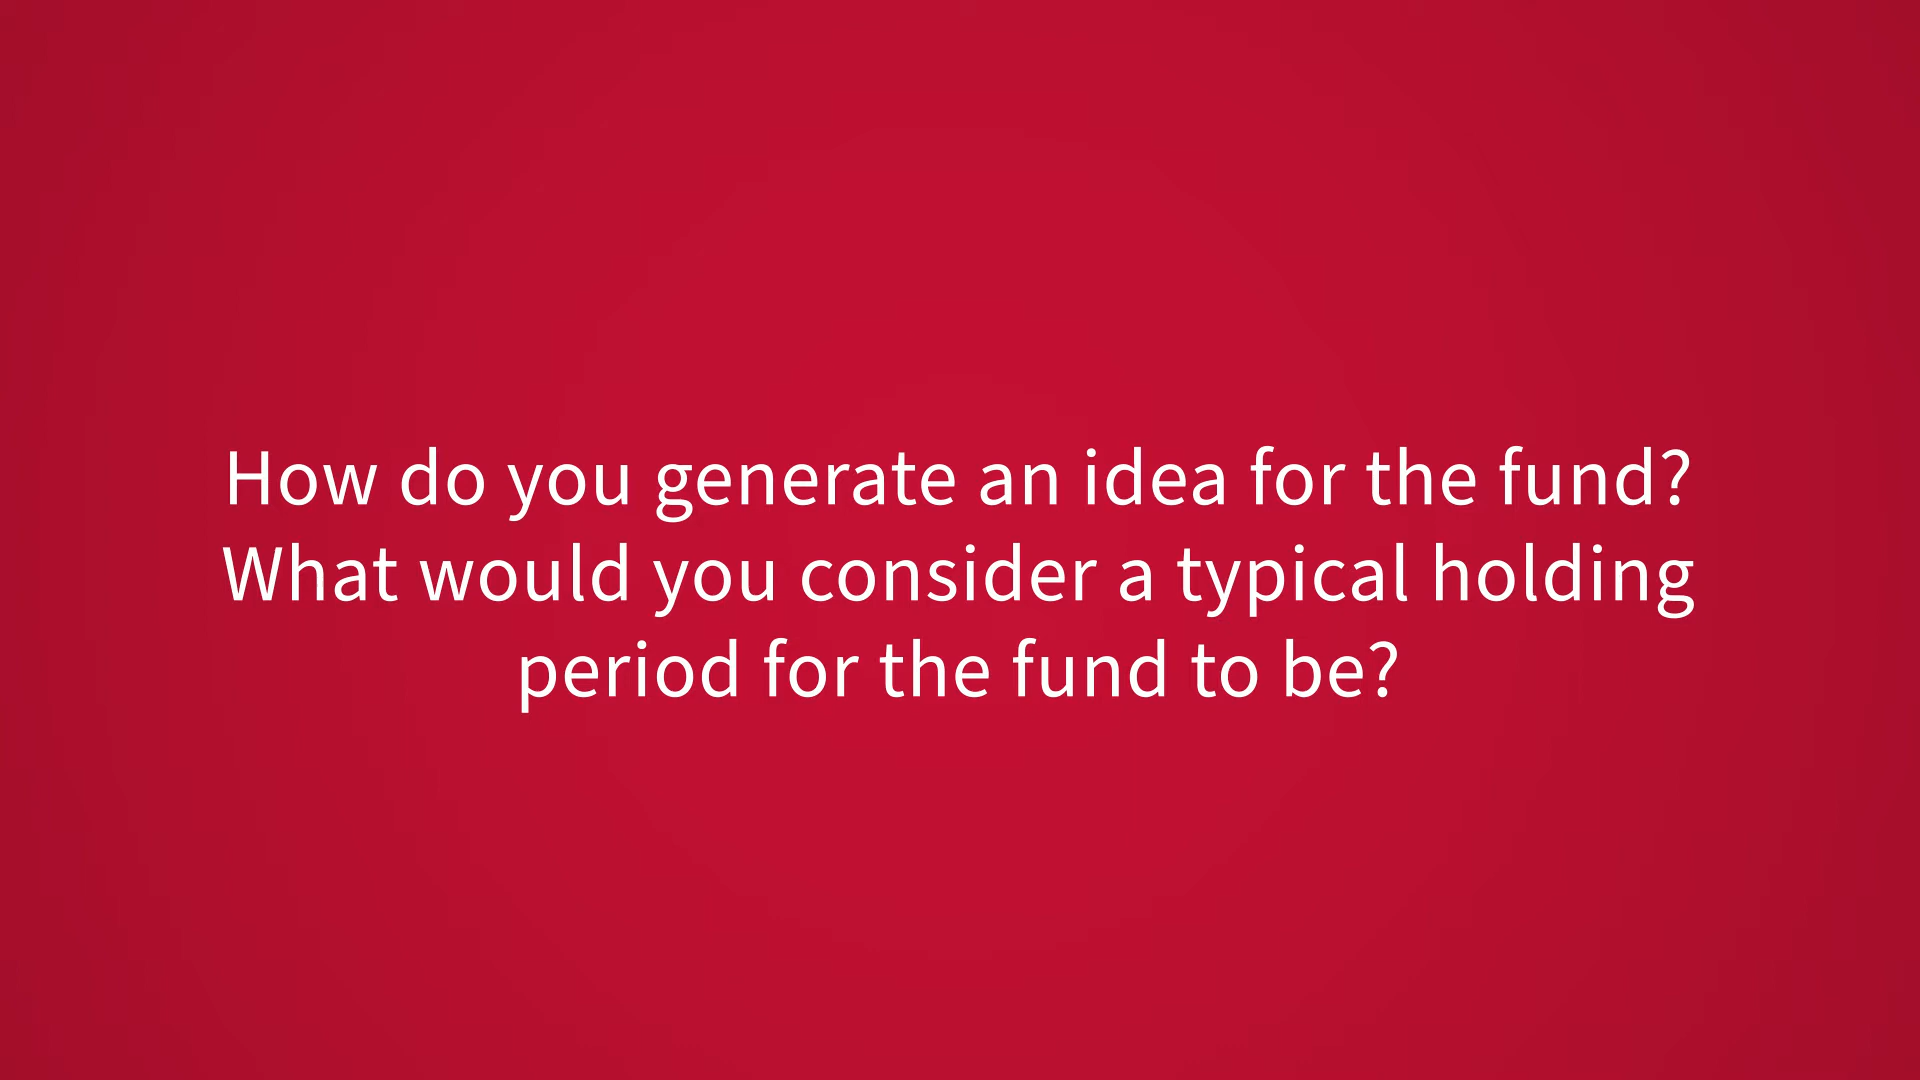 How do you generate an idea for the fund?
What would you consider a typical holding
period for the fund to be?